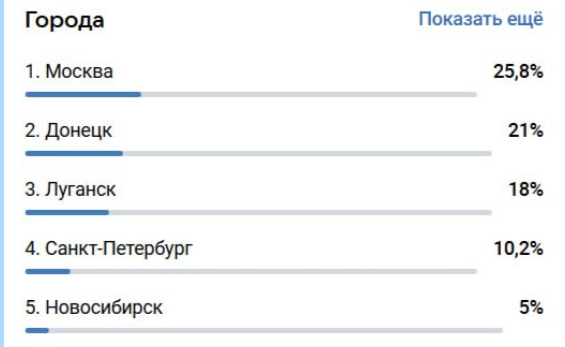 Города Показать ещё
1. Москва 25,8%
2. Донецк 21%
3. Луганск 18%
4. Санкт-Петербург 10,2%
5. Новосибирск 5%